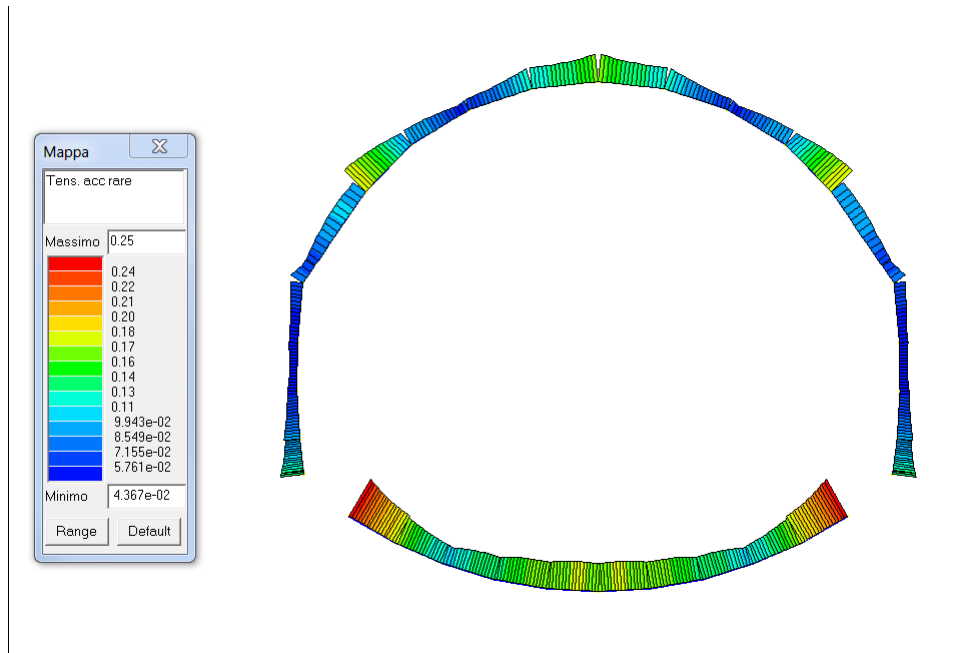 Mappa
Tens. acc rare
Massimo 0.25
0.24
0.22
0.21
0.20
0.18
0.17
0.16
0.14
0.13
0.11
9.943e-02
8.549e-02
7.155e-02
5.761e-02
Minimo 4.367e-02
Range Default